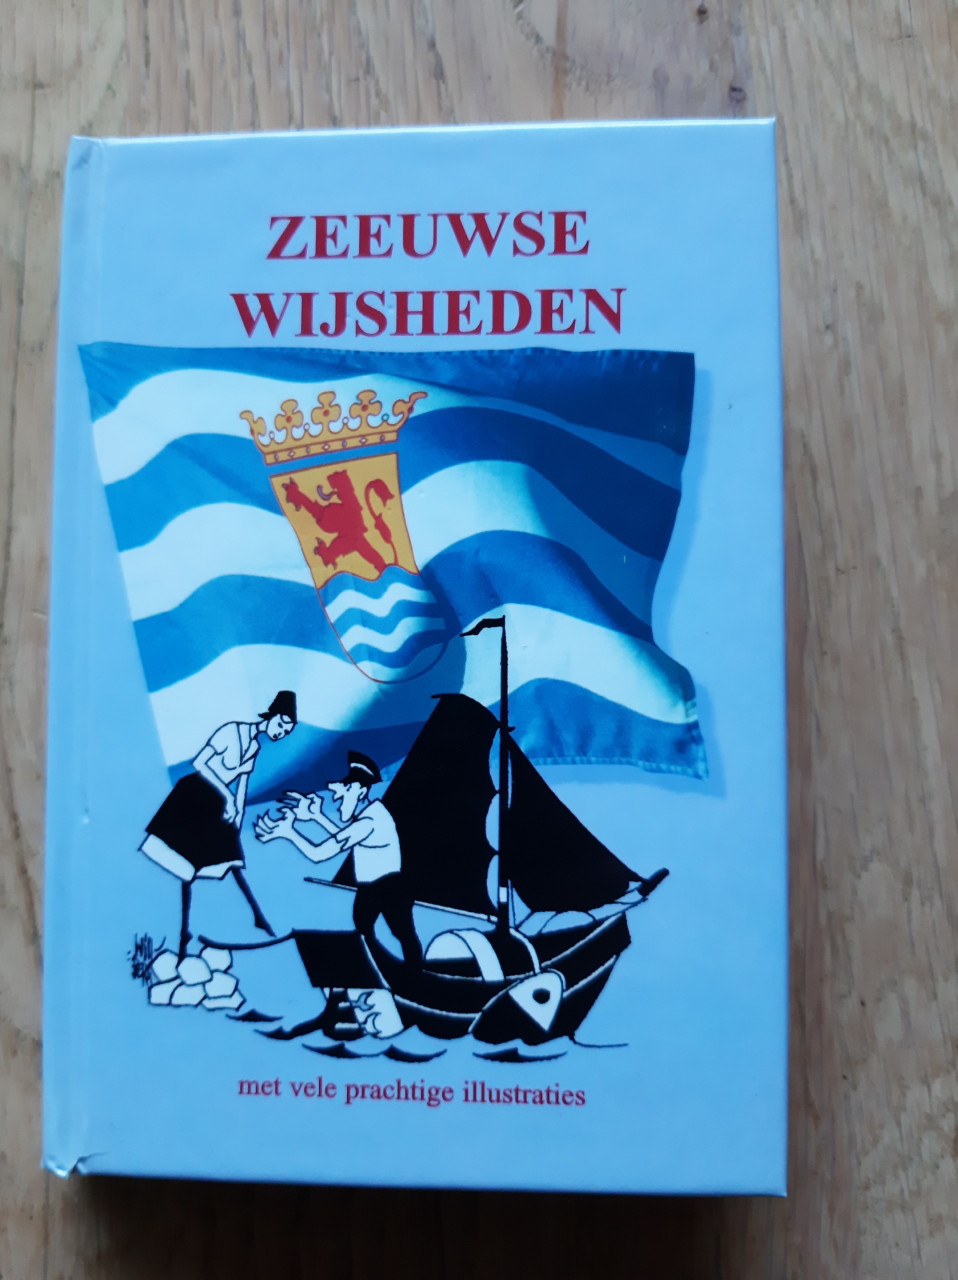 ZEEUWSE
WIJSHEDEN
met vele prachtige illustraties